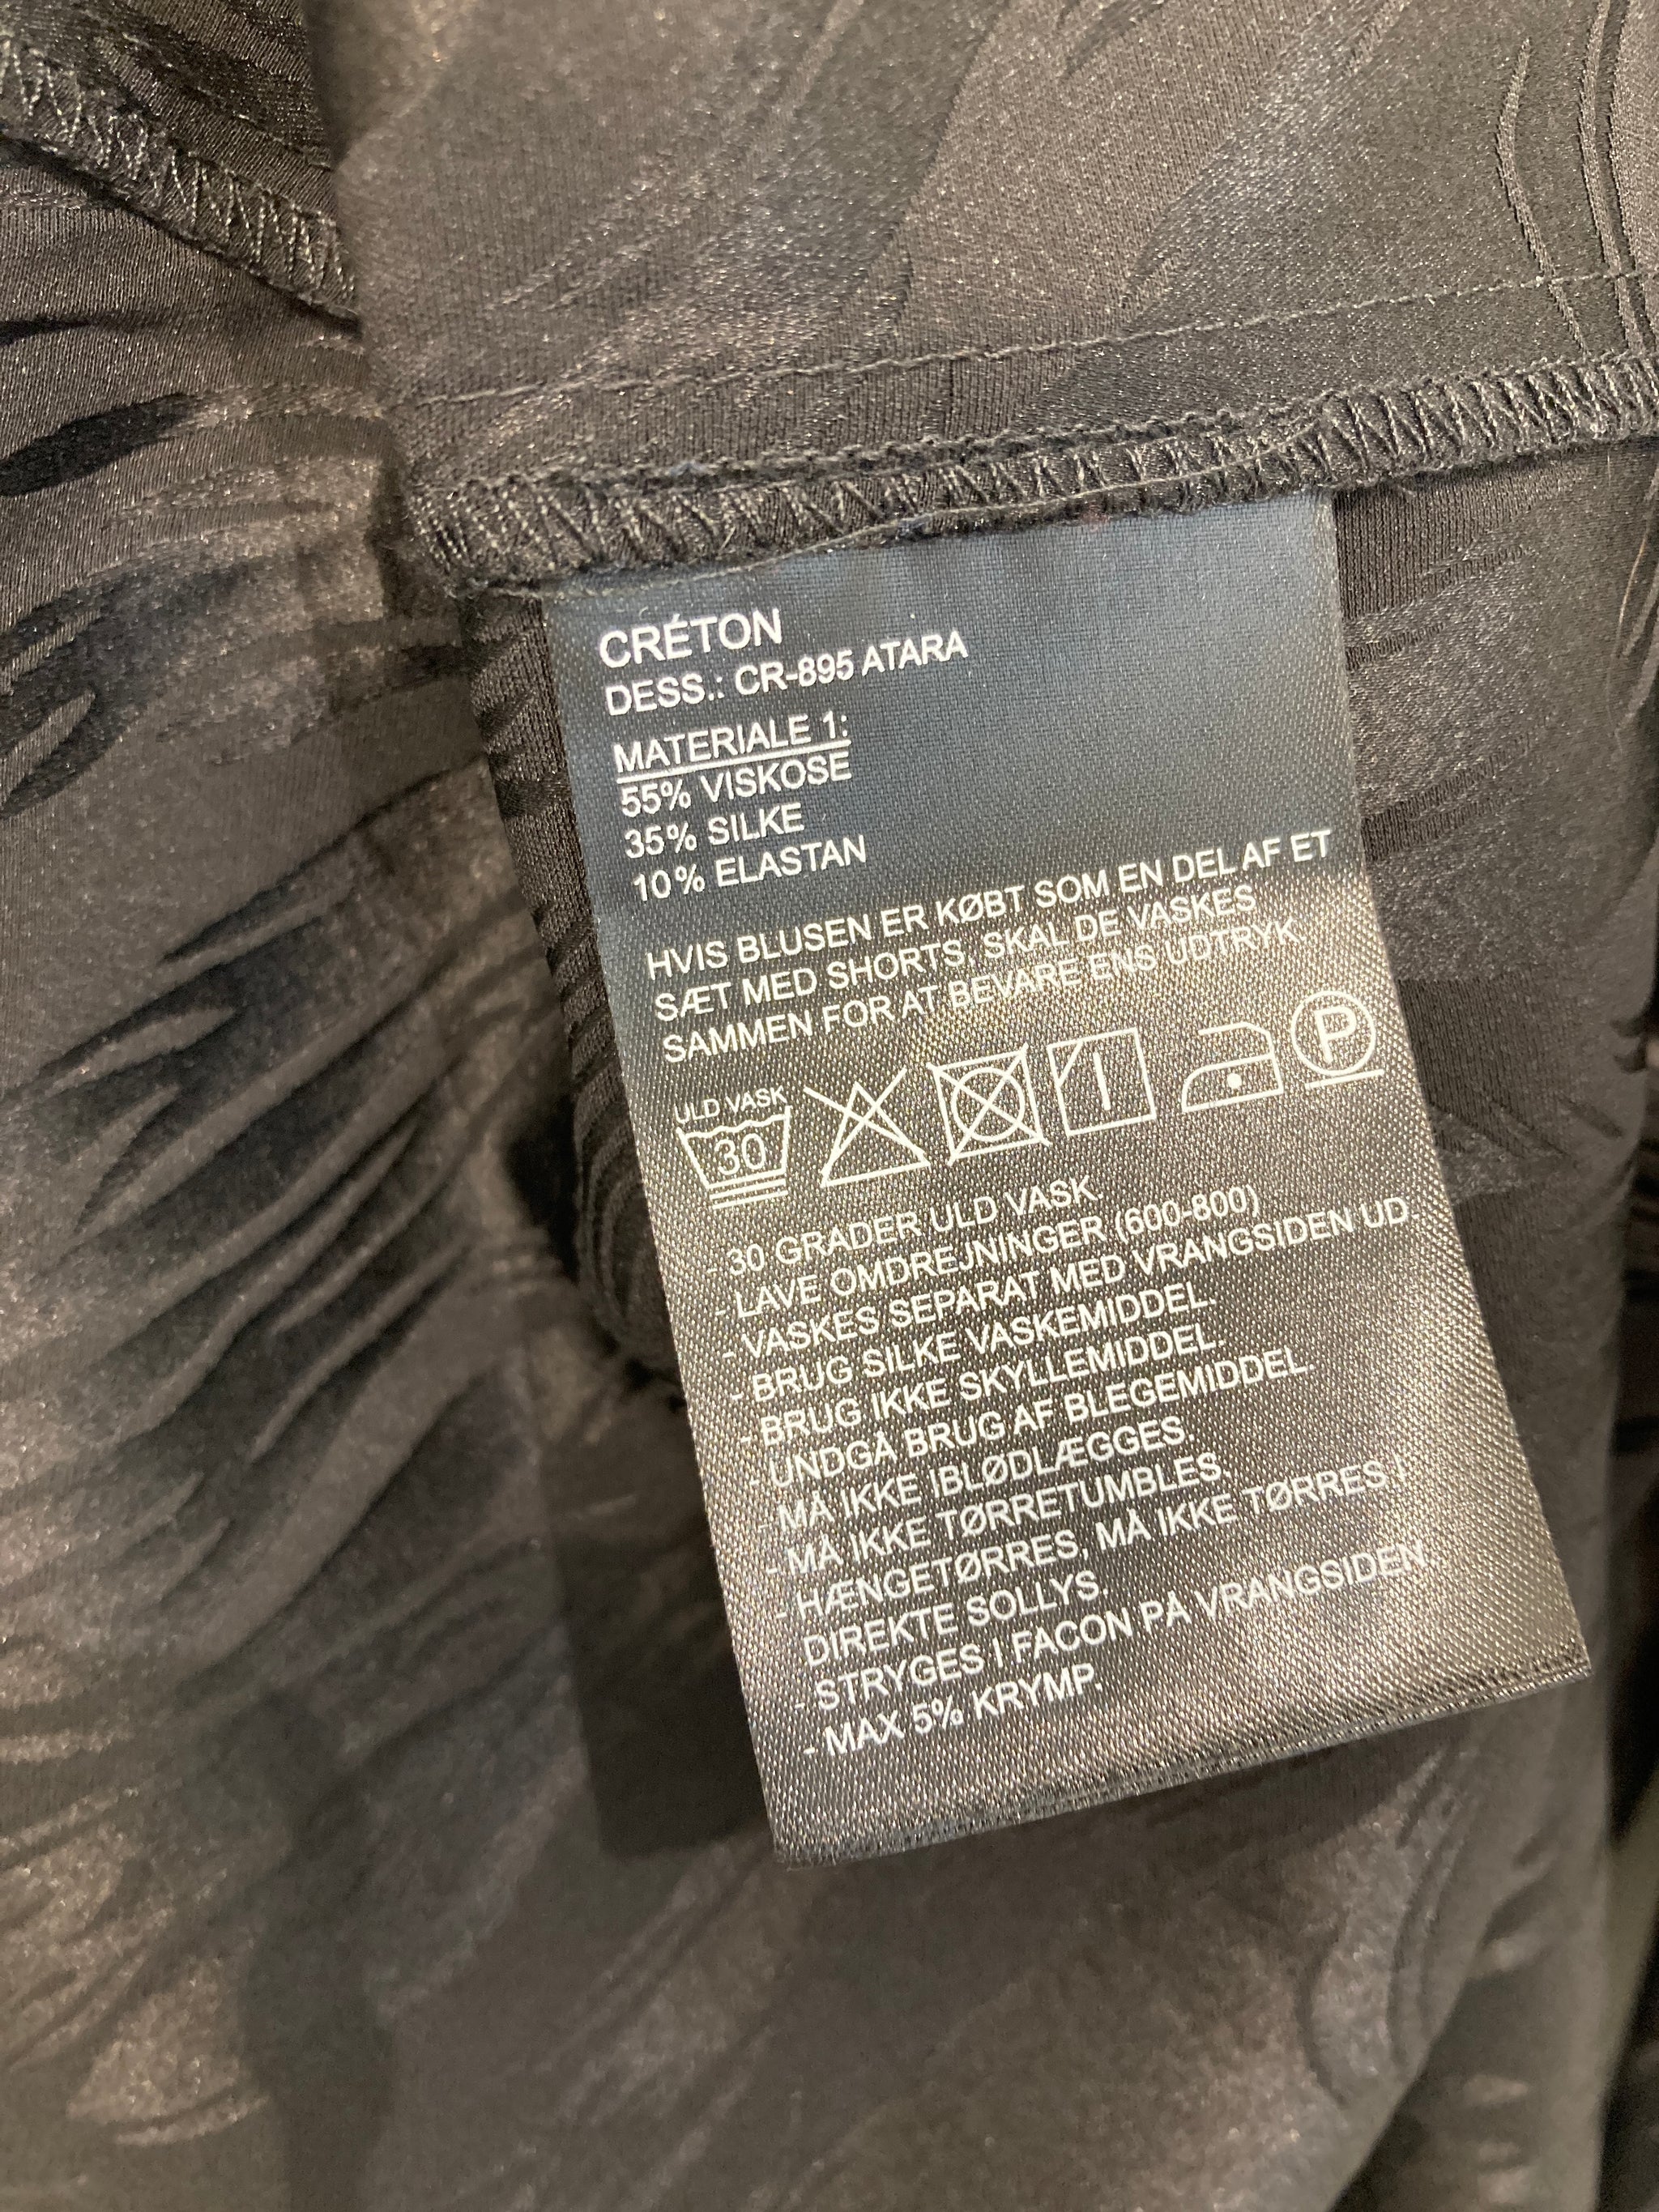 CRÉTON
DESS.: CR-895 ATARA
MATERIALE 1:
55% VISKOSE
35% SILKE
10% ELASTAN
HVIS BLUSEN ER KØBT SOM EN DEL AF ET
SÆT MED SHORTS, SKAL DE VASKES
SAMMEN FOR AT BEVARE ENS UDTRYK
ULD VASK
30
P
- 30 GRADER ULD VASK
- LAVE OMDREJNINGER (600-800)
- VASKES SEPARAT MED VRANGSIDEN UD
- BRUG SILKE VASKEMIDDEL
- BRUG IKKE SKYLLEMIDDEL.
- UNDGÅ BRUG AF BLEGEMIDDEL
- MÅ IKKE IBLØDLÆGGES.
- MÅ IKKE TØRRETUMBLES.
- HÆNGETØRRES, MÅ IKKE TØRRES I
DIREKTE SOLLYS.
- STRYGES I FACON PÅ VRANGSIDEN.
- MAX 5% KRYMP.